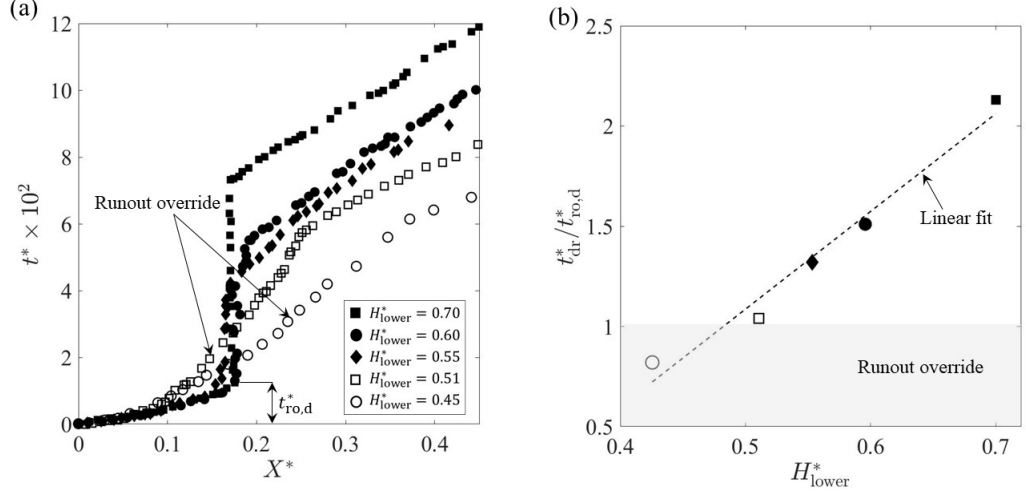 (a)
12
10
8
6
4
2
0
t* × 10²
Runout override
t*ro,d
H*lower = 0.70
H*lower = 0.60
H*lower = 0.55
H*lower = 0.51
H*lower = 0.45
0 0.1 0.2 0.3 0.4
X*
(b)
2.5
2
1.5
1
0.5
t*dr/t*ro,d
Linear fit
Runout override
0.4 0.5 0.6 0.7
H*lower